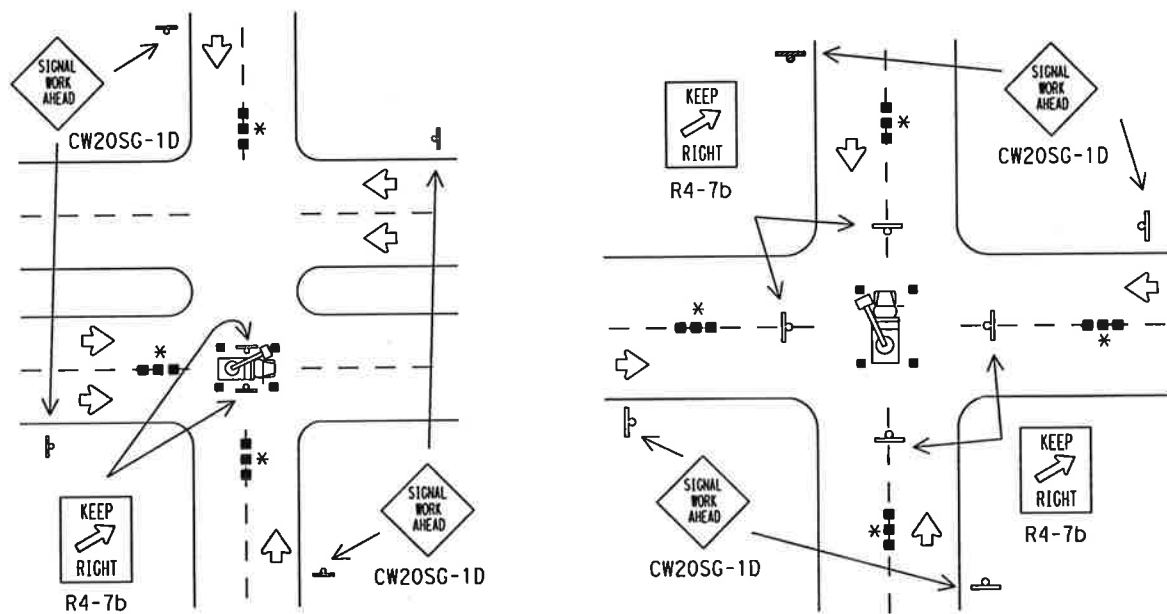 SIGNAL
WORK
AHEAD
CW20SG-1D
*
*
*
KEEP
RIGHT
R4-7b
SIGNAL
WORK
AHEAD
CW20SG-1D
KEEP
RIGHT
R4-7b
SIGNAL
WORK
AHEAD
CW20SG-1D
*
*
*
*
SIGNAL
WORK
AHEAD
CW20SG-1D
KEEP
RIGHT
R4-7b